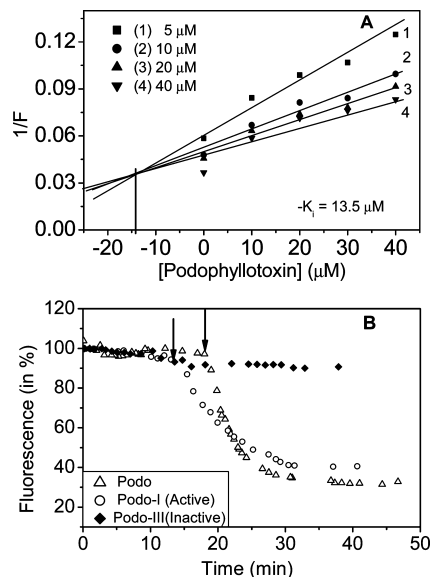 A
(1) 5 μM
(2) 10 μM
(3) 20 μM
(4) 40 μM
1
2
3
4
0.12
0.09
0.06
0.03
0.00
1/F
-Ki = 13.5 μM
-20 -10 0 10 20 30 40
[Podophyllotoxin] (μM)
B
120
100
80
60
40
20
Fluorescence (in %)
Podo
Podo-I (Active)
Podo-III(Inactive)
0 10 20 30 40 50
Time (min)